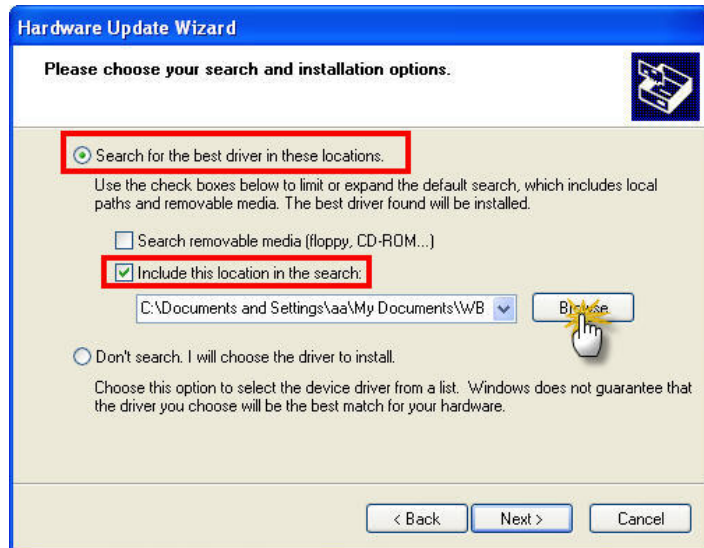 Hardware Update Wizard
Please choose your search and installation options.
Search for the best driver in these locations.
Use the check boxes below to limit or expand the default search, which includes local
paths and removable media. The best driver found will be installed.
Search removable media (floppy, CD-ROM...)
Include this location in the search:
C:\Documents and Settings\aa\My Documents\WB
Browse
Don't search. I will choose the driver to install.
Choose this option to select the device driver from a list. Windows does not guarantee that
the driver you choose will be the best match for your hardware.
< Back Next > Cancel